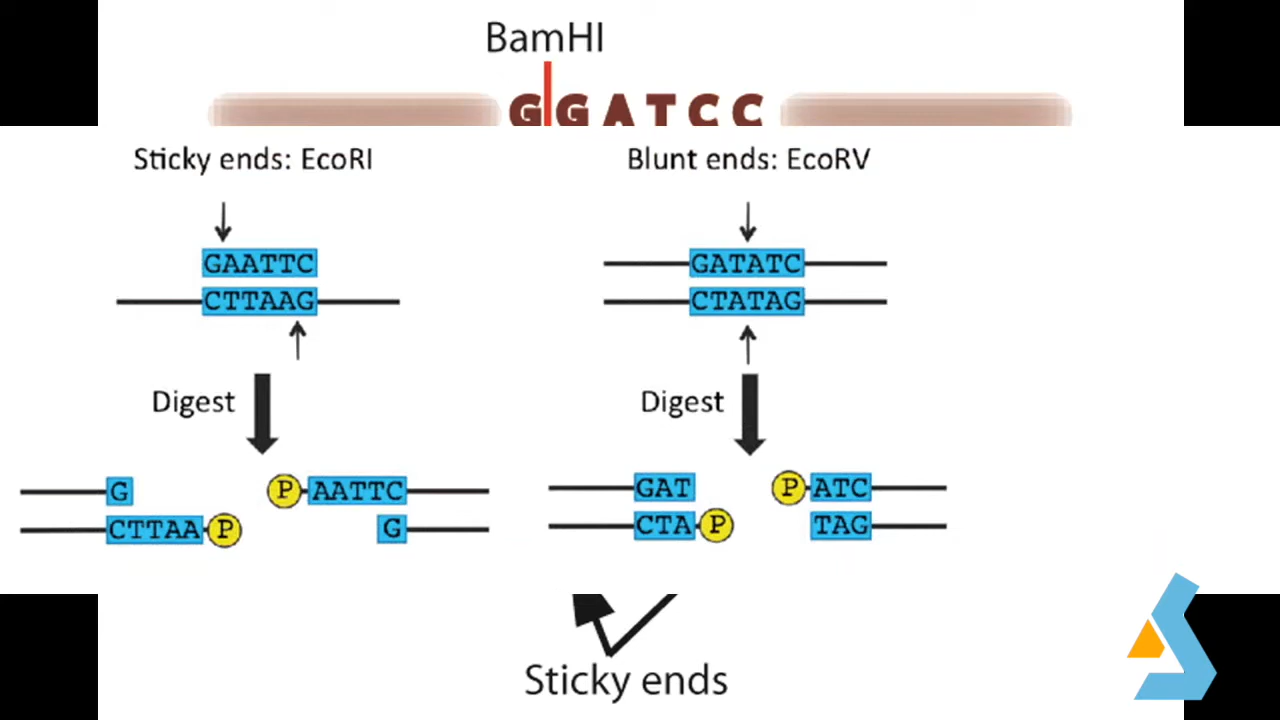 BamHI
GGATCC
Sticky ends: EcoRI
Blunt ends: EcoRV
GAATTC
GATATC
CTTAAG
CTATAG
Digest
Digest
G P AATTC
GAT P ATC
CTTAA P G
CTA P TAG
Sticky ends